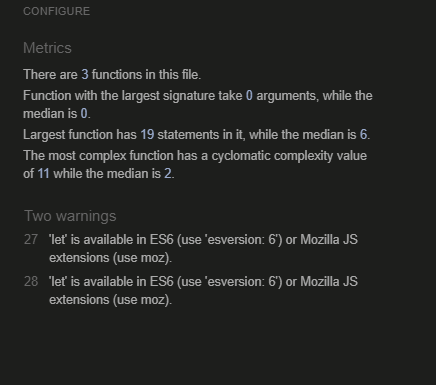 CONFIGURE
Metrics
There are 3 functions in this file.
Function with the largest signature take 0 arguments, while the
median is 0.
Largest function has 19 statements in it, while the median is 6.
The most complex function has a cyclomatic complexity value
of 11 while the median is 2.
Two warnings
27 'let' is available in ES6 (use 'esversion: 6') or Mozilla JS
extensions (use moz).
28 'let' is available in ES6 (use 'esversion: 6') or Mozilla JS
extensions (use moz).